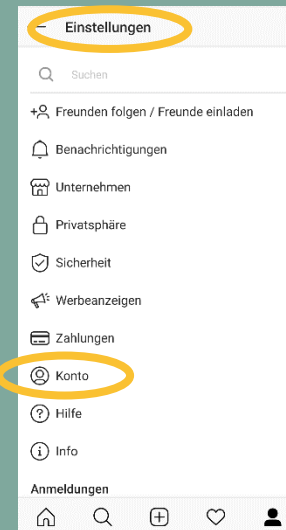 Einstellungen
Suchen
Freunden folgen / Freunde einladen
Benachrichtigungen
Unternehmen
Privatsphäre
Sicherheit
Werbeanzeigen
Zahlungen
Konto
Hilfe
Info
Anmeldungen